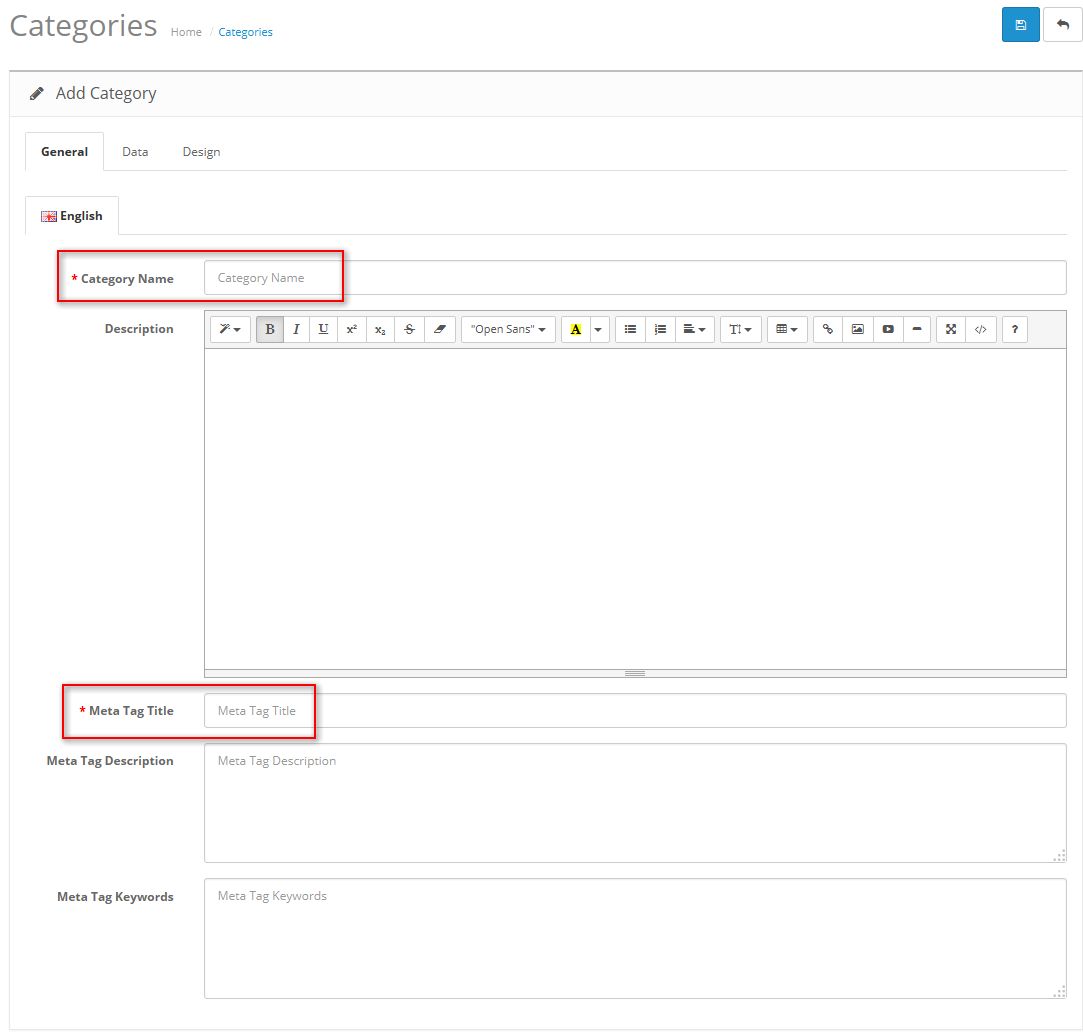 Categories Home / Categories
Add Category
General Data Design
English
* Category Name Category Name
Description B I U x² x₂ S "Open Sans" A T ?
* Meta Tag Title Meta Tag Title
Meta Tag Description Meta Tag Description
Meta Tag Keywords Meta Tag Keywords